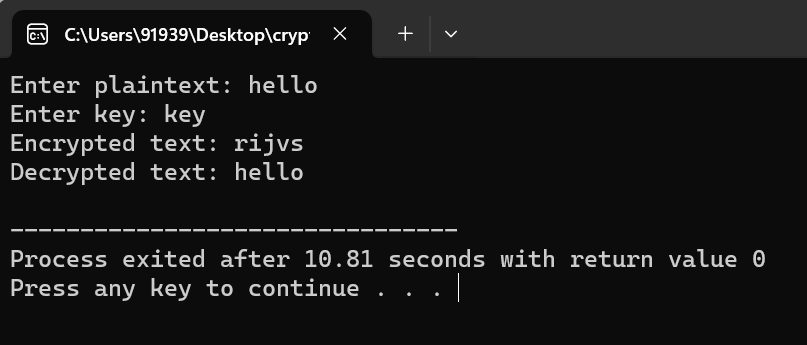 C:\Users\91939\Desktop\cryp
Enter plaintext: hello
Enter key: key
Encrypted text: rijvs
Decrypted text: hello
--------------------------------
Process exited after 10.81 seconds with return value 0
Press any key to continue . . .